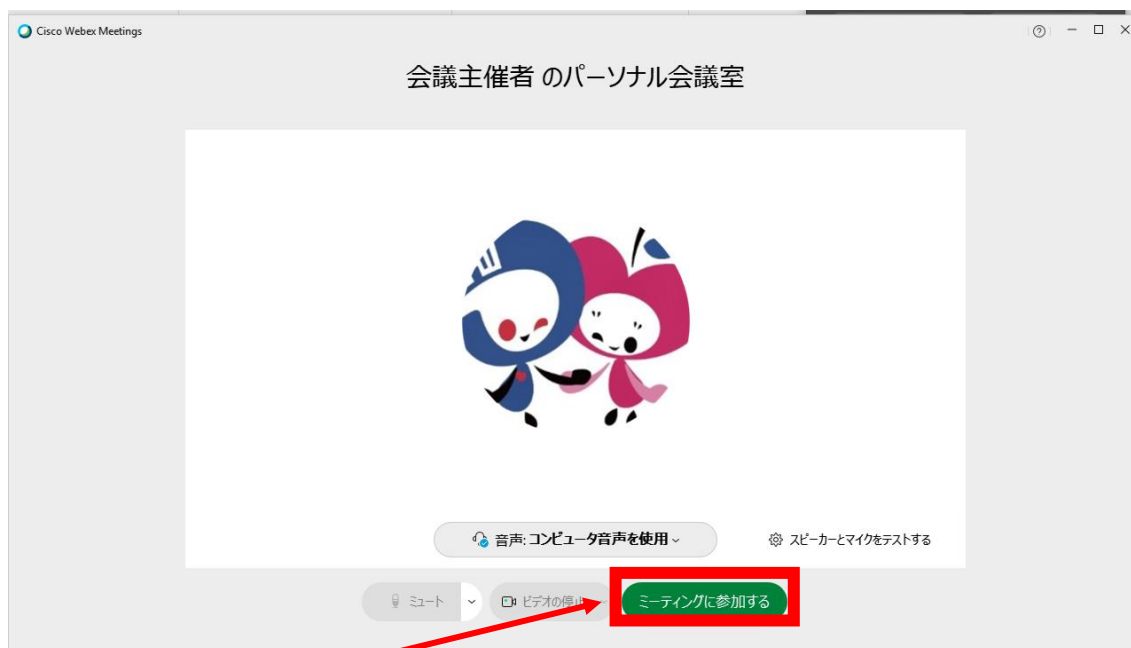 Cisco Webex Meetings
会議主催者 のパーソナル会議室
音声: コンピュータ音声を使用
スピーカーとマイクをテストする
ミュート
ビデオの停止
ミーティングに参加する